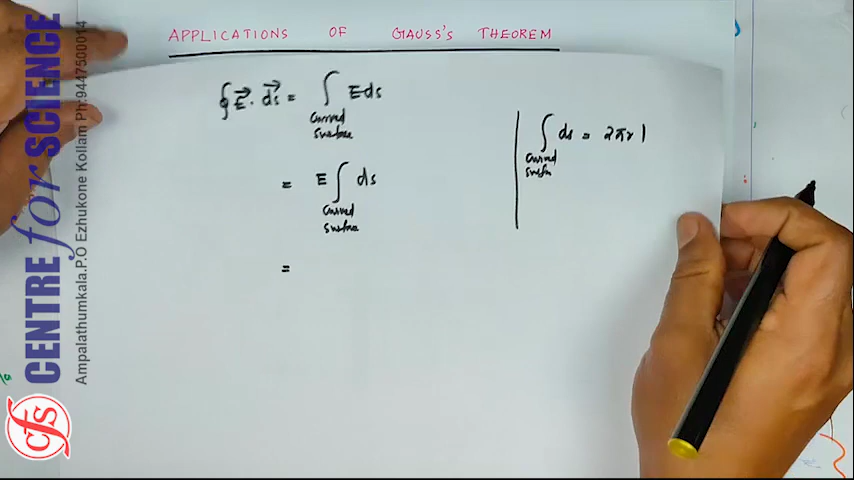 APPLICATIONS OF GAUSS'S THEOREM
∮ E⃗ . ds⃗ = ∫ Eds
curved
surface
= E ∫ ds
curved
surface
=
∫ ds = 2πrl
curved
CENTRE for SCIENCE
Ampalathumkala.P.O Ezhukone Kollam Ph:9447500014
cfs